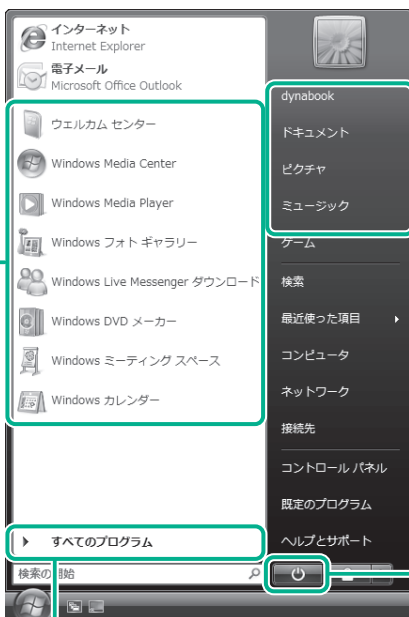 インターネット
Internet Explorer
電子メール
Microsoft Office Outlook
ウェルカム センター
Windows Media Center
Windows Media Player
Windows フォト ギャラリー
Windows Live Messenger ダウンロード
Windows DVD メーカー
Windows ミーティング スペース
Windows カレンダー
すべてのプログラム
検索の開始
dynabook
ドキュメント
ピクチャ
ミュージック
ゲーム
検索
最近使った項目
コンピュータ
ネットワーク
接続先
コントロール パネル
既定のプログラム
ヘルプとサポート